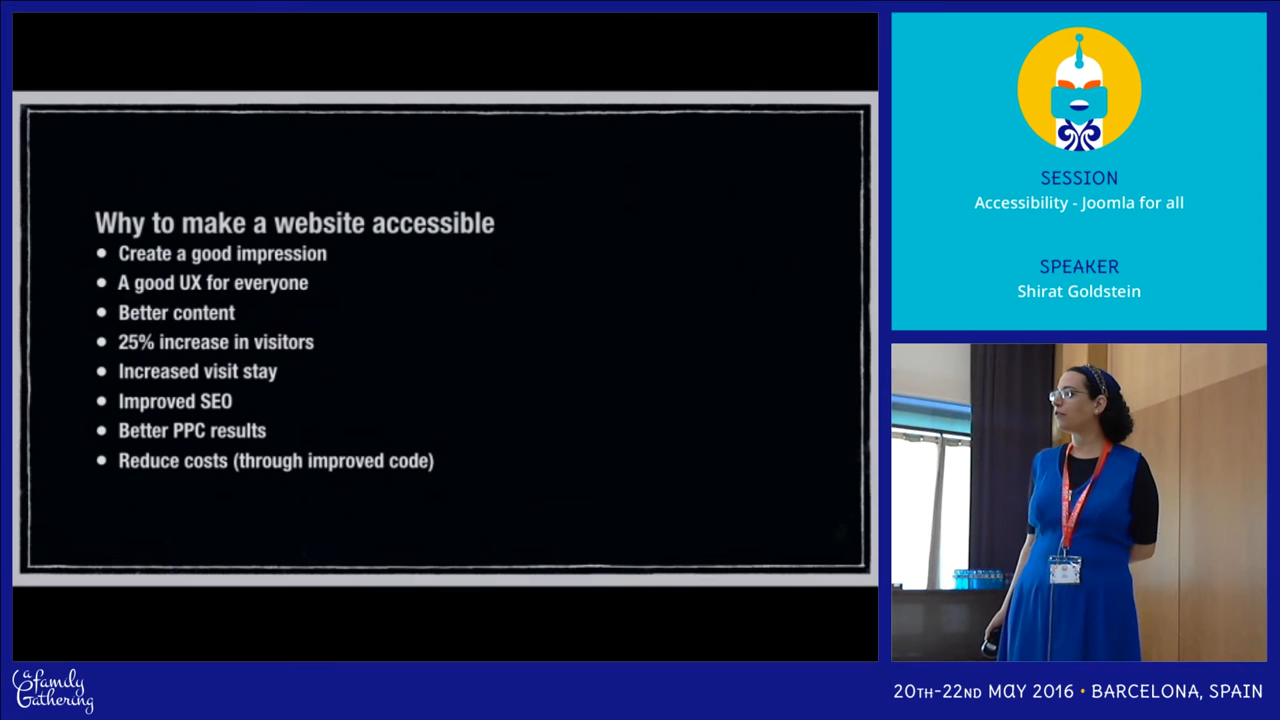 Why to make a website accessible
• Create a good impression
• A good UX for everyone
• Better content
• 25% increase in visitors
• Increased visit stay
• Improved SEO
• Better PPC results
• Reduce costs (through improved code)
SESSION
Accessibility - Joomla for all
SPEAKER
Shirat Goldstein
a family
Gathering
20TH-22ND MAY 2016 • BARCELONA, SPAIN